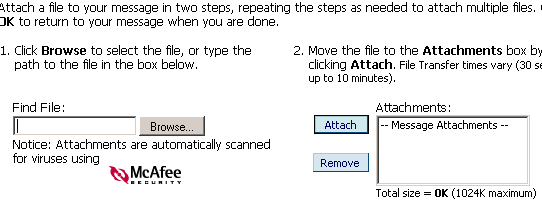 Attach a file to your message in two steps, repeating the steps as needed to attach multiple files.
OK to return to your message when you are done.
1. Click Browse to select the file, or type the
path to the file in the box below.
2. Move the file to the Attachments box by
clicking Attach. File Transfer times vary (30
up to 10 minutes).
Find File:
Browse...
Notice: Attachments are automatically scanned
for viruses using
McAfee
SECURITY
Attach
Remove
Attachments:
-- Message Attachments --
Total size = 0K (1024K maximum)